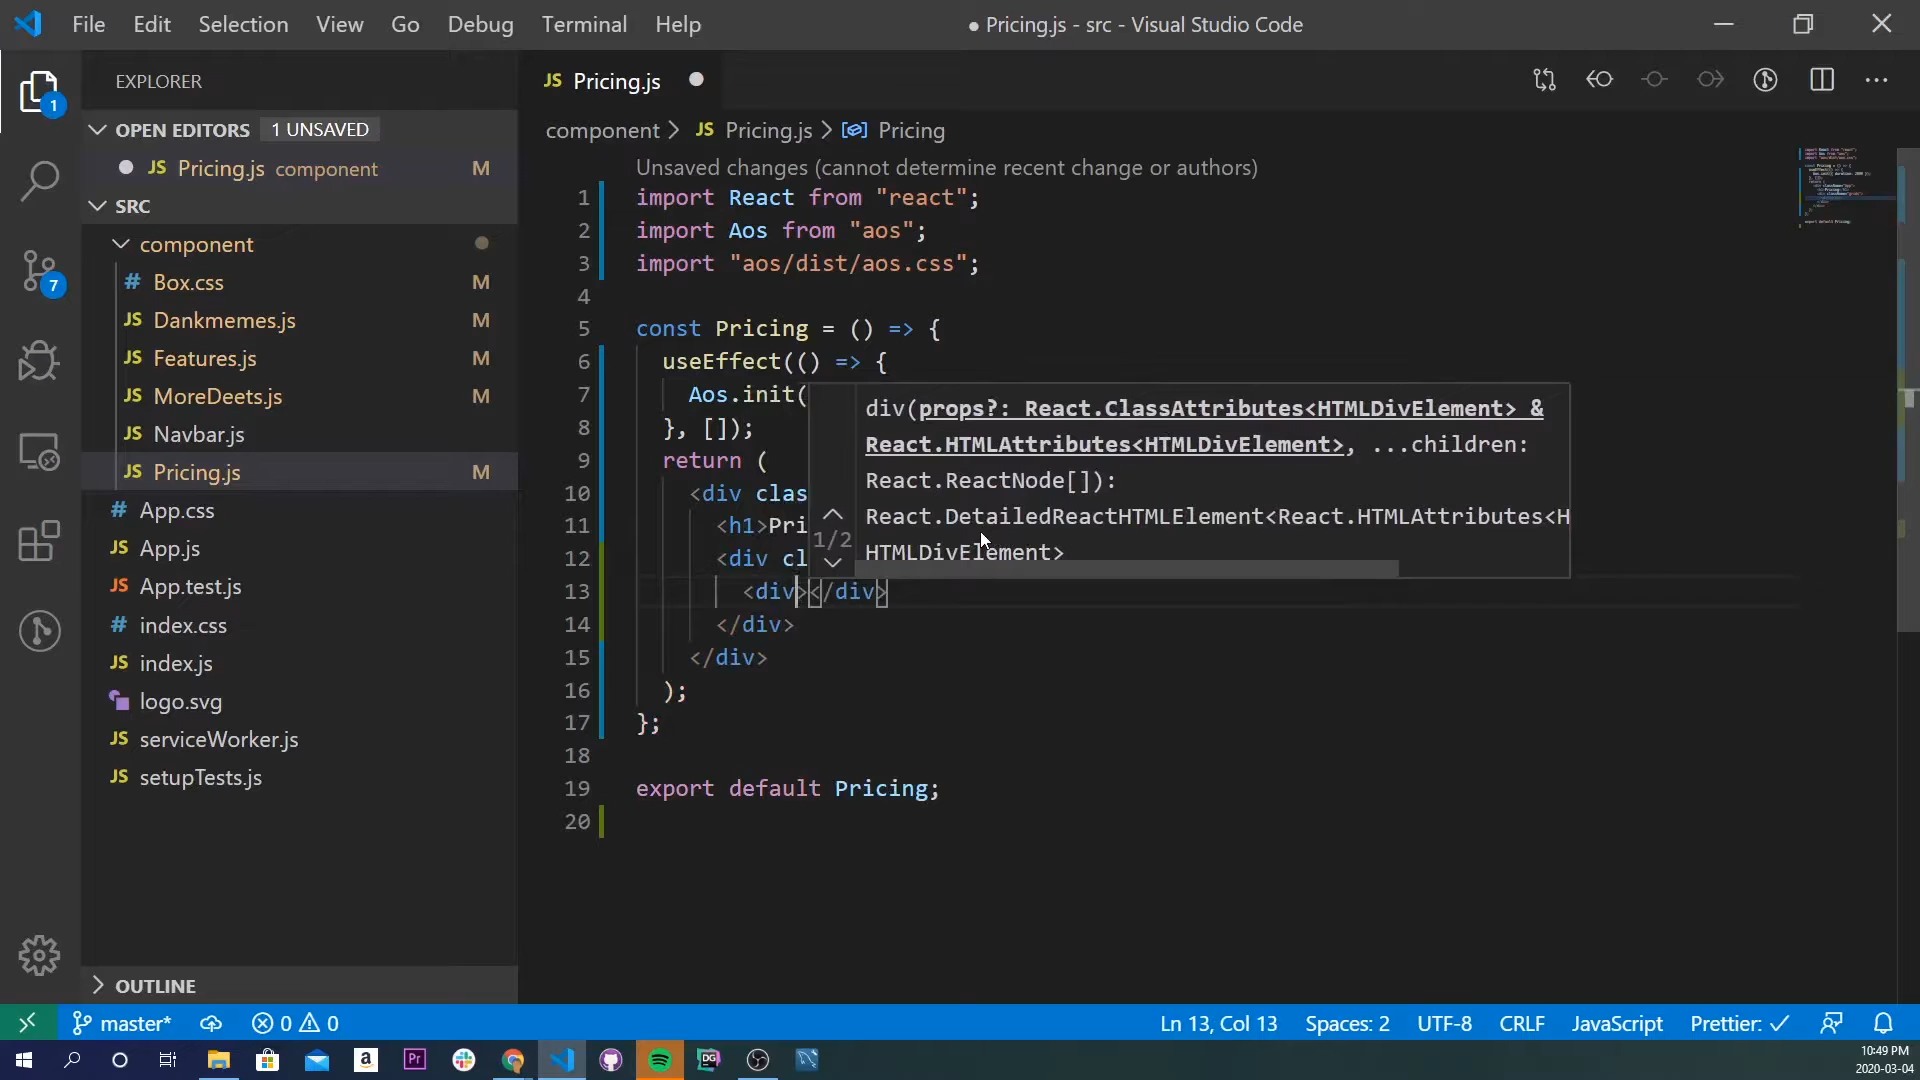 File Edit Selection View Go Debug Terminal Help
● Pricing.js - src - Visual Studio Code
EXPLORER
OPEN EDITORS 1 UNSAVED
JS Pricing.js component M
SRC
component
# Box.css M
JS Dankmemes.js M
JS Features.js M
JS MoreDeets.js M
JS Navbar.js
JS Pricing.js M
# App.css
JS App.js
JS App.test.js
# index.css
JS index.js
logo.svg
JS serviceWorker.js
JS setupTests.js
OUTLINE
1
7
JS Pricing.js
component > JS Pricing.js > Pricing
Unsaved changes (cannot determine recent change or authors)
1 import React from "react";
2 import Aos from "aos";
3 import "aos/dist/aos.css";
4
5 const Pricing = () => {
6 useEffect(() => {
7 Aos.init(
8 }, []);
9 return (
10 <div clas
11 <h1>Pri
12 <div cl
13 <div></div>
14 </div>
15 </div>
16 );
17 };
18
19 export default Pricing;
20
div(props?: React.ClassAttributes<HTMLDivElement> &
React.HTMLAttributes<HTMLDivElement>, ...children:
React.ReactNode[]):
React.DetailedReactHTMLElement<React.HTMLAttributes<H
HTMLDivElement>
1/2
master* 0 0 Ln 13, Col 13 Spaces: 2 UTF-8 CRLF JavaScript Prettier: ✓
a Pr DG
10:49 PM
2020-03-04